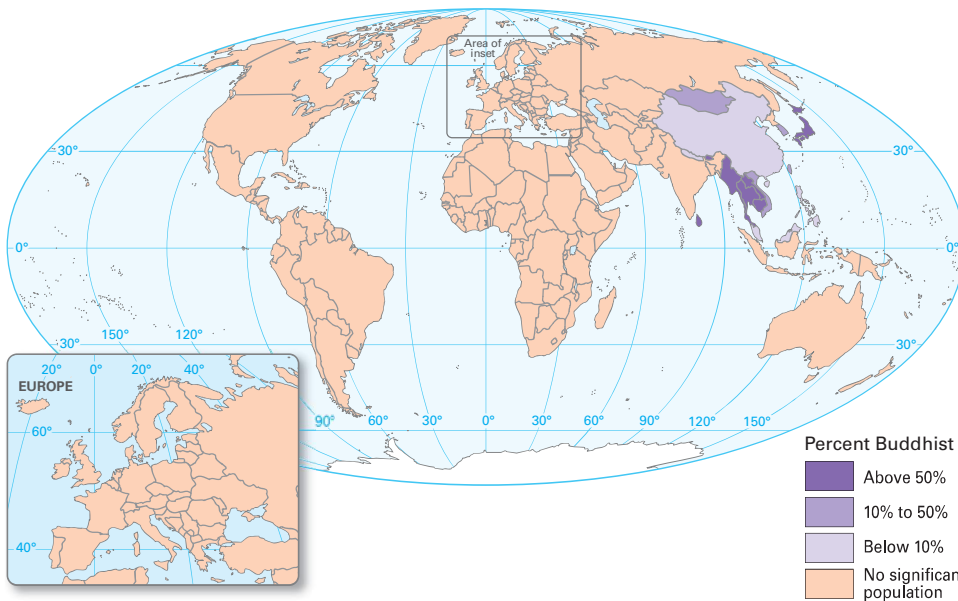 Area of
inset
30°
30°
0°
0°
150°
120°
30°
30°
90°
60°
30°
0°
30°
60°
90°
120°
150°
20°
0°
20°
40°
EUROPE
60°
40°
Percent Buddhist
Above 50%
10% to 50%
Below 10%
No significan
population